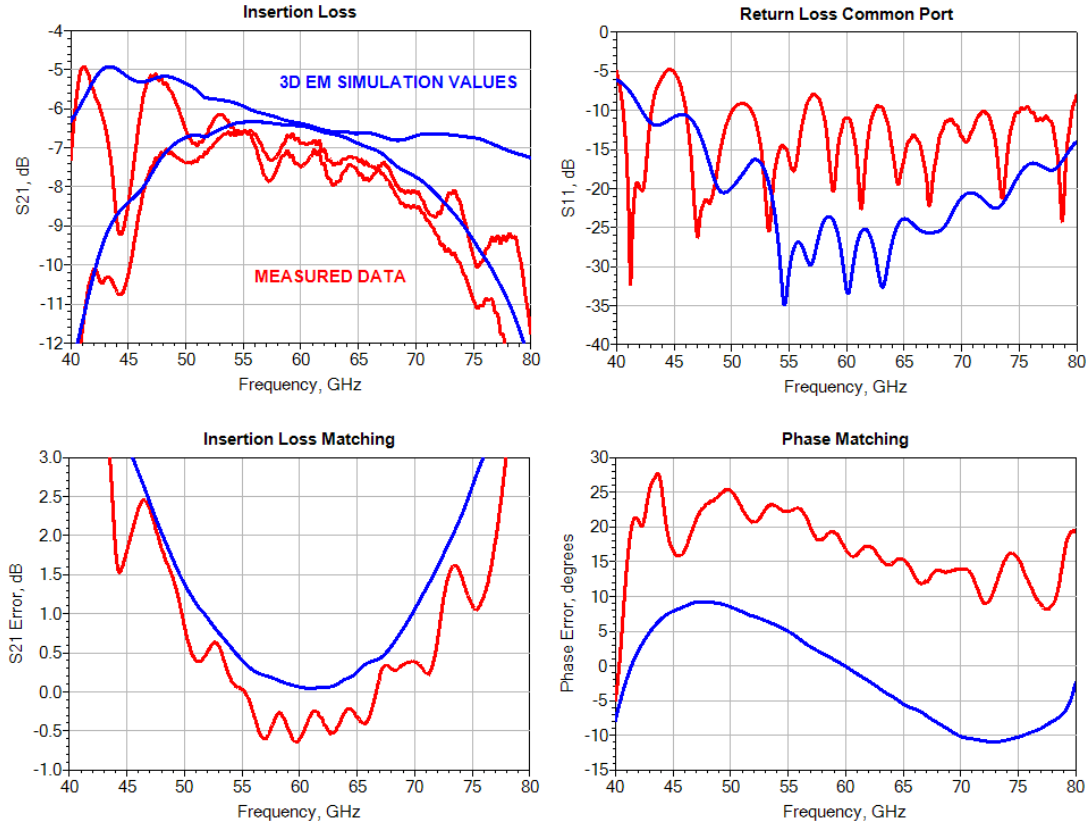 Insertion Loss
-4
-5
-6
-7
-8
-9
-10
-11
-12
S21, dB
3D EM SIMULATION VALUES
MEASURED DATA
40 45 50 55 60 65 70 75 80
Frequency, GHz
Return Loss Common Port
0
-5
-10
-15
-20
-25
-30
-35
-40
S11, dB
40 45 50 55 60 65 70 75 80
Frequency, GHz
Insertion Loss Matching
3.0
2.5
2.0
1.5
1.0
0.5
0.0
-0.5
-1.0
S21 Error, dB
40 45 50 55 60 65 70 75 80
Frequency, GHz
Phase Matching
30
25
20
15
10
5
0
-5
-10
-15
Phase Error, degrees
40 45 50 55 60 65 70 75 80
Frequency, GHz